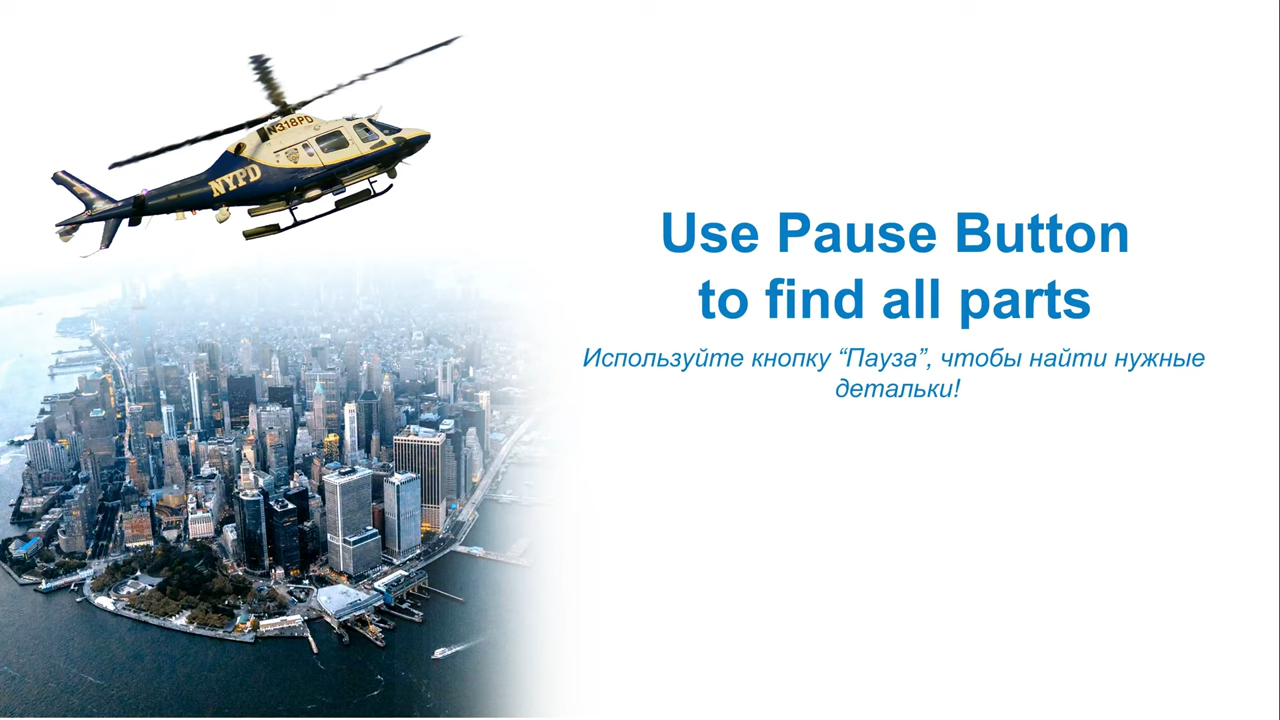 N318PD
NYPD
Use Pause Button
to find all parts
Используйте кнопку “Пауза”, чтобы найти нужные
детальки!